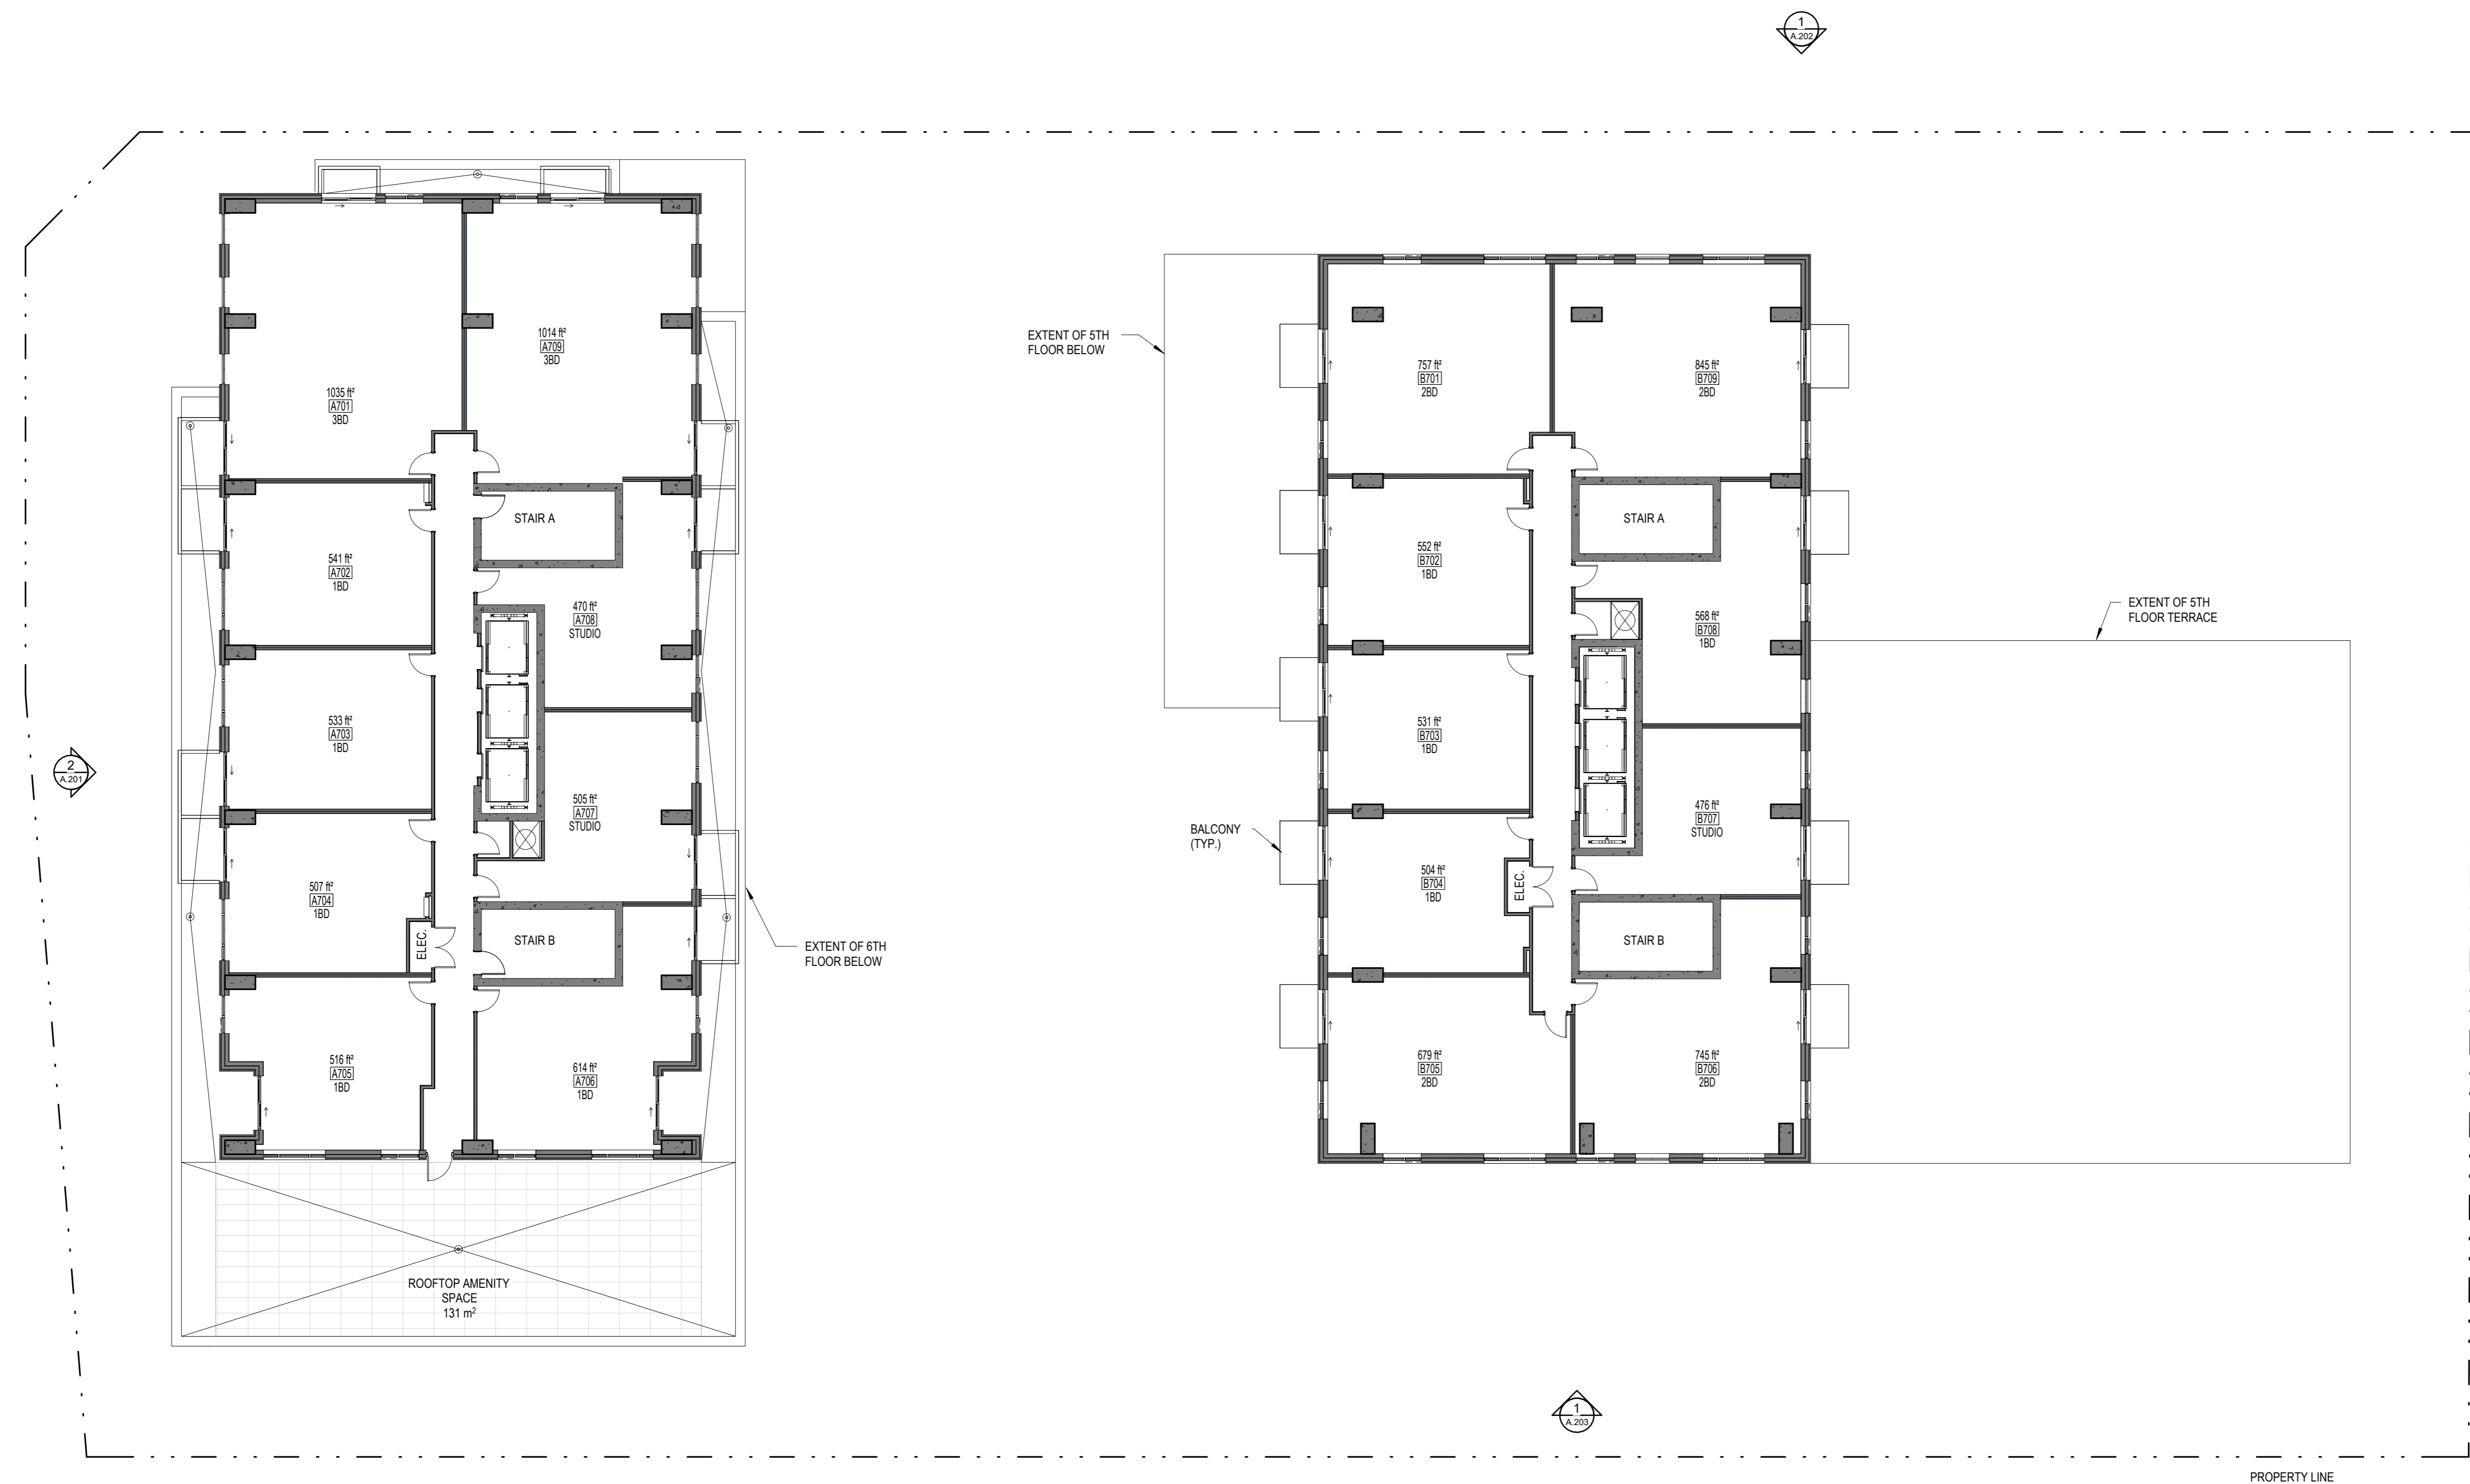 1
A.202
1014 ft²
A709
3BD
1035 ft²
A701
3BD
STAIR A
541 ft²
A702
1BD
470 ft²
A708
STUDIO
533 ft²
A703
1BD
505 ft²
A707
STUDIO
507 ft²
A704
1BD
ELEC.
STAIR B
516 ft²
A705
1BD
614 ft²
A706
1BD
ROOFTOP AMENITY
SPACE
131 m²
2
A.201
EXTENT OF 6TH
FLOOR BELOW
EXTENT OF 5TH
FLOOR BELOW
757 ft²
B701
2BD
845 ft²
B709
2BD
STAIR A
552 ft²
B702
1BD
568 ft²
B708
1BD
531 ft²
B703
1BD
476 ft²
B707
STUDIO
BALCONY
(TYP.)
504 ft²
B704
1BD
ELEC.
STAIR B
679 ft²
B705
2BD
745 ft²
B706
2BD
EXTENT OF 5TH
FLOOR TERRACE
1
A.203
PROPERTY LINE